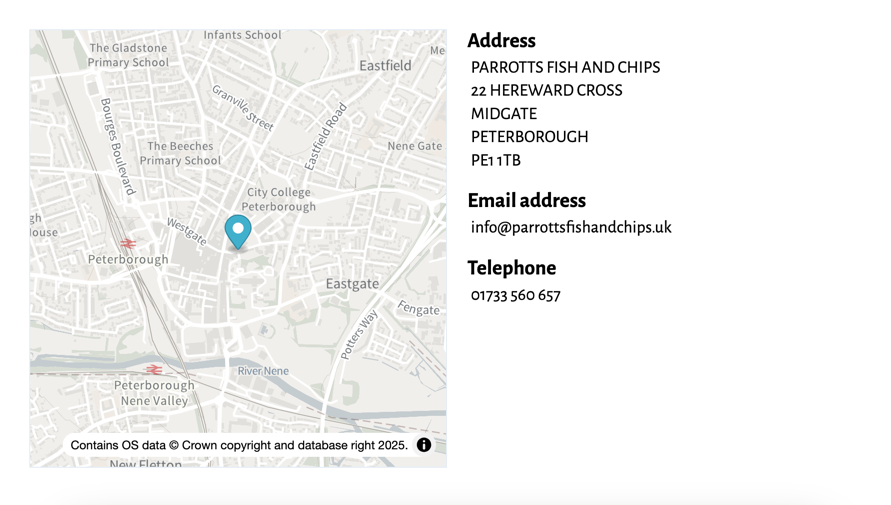 Infants School
The Gladstone
Primary School
Me
Eastfield
Granville Street
Bourges Boulevard
Eastfield Road
The Beeches
Primary School
Nene Gate
City College
Peterborough
gh
House
Westgate
Peterborough
Eastgate
Fengate
Potters Way
River Nene
Peterborough
Nene Valley
Contains OS data © Crown copyright and database right 2025.
New Fletton
Address
PARROTTS FISH AND CHIPS
22 HEREWARD CROSS
MIDGATE
PETERBOROUGH
PE1 1TB
Email address
info@parrottsfishandchips.uk
Telephone
01733 560 657